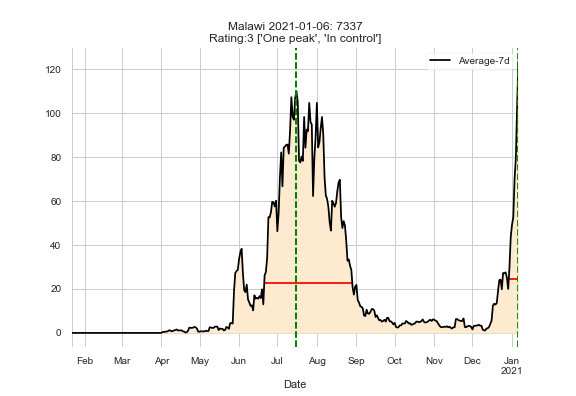 Malawi 2021-01-06: 7337
Rating:3 ['One peak', 'In control']
Average-7d
120
100
80
60
40
20
0
Feb Mar Apr May Jun Jul Aug Sep Oct Nov Dec Jan
2021
Date